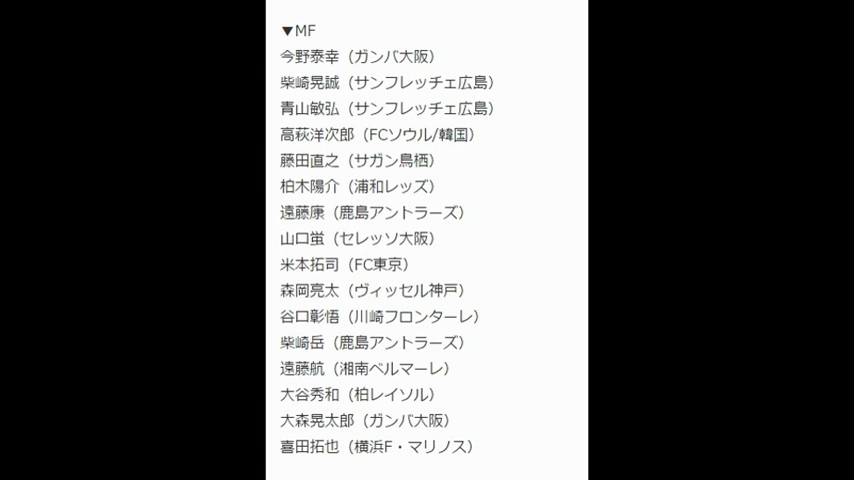 ▼MF
今野泰幸（ガンバ大阪）
柴崎晃誠（サンフレッチェ広島）
青山敏弘（サンフレッチェ広島）
高萩洋次郎（FCソウル/韓国）
藤田直之（サガン鳥栖）
柏木陽介（浦和レッズ）
遠藤康（鹿島アントラーズ）
山口蛍（セレッソ大阪）
米本拓司（FC東京）
森岡亮太（ヴィッセル神戸）
谷口彰悟（川崎フロンターレ）
柴崎岳（鹿島アントラーズ）
遠藤航（湘南ベルマーレ）
大谷秀和（柏レイソル）
大森晃太郎（ガンバ大阪）
喜田拓也（横浜F・マリノス）